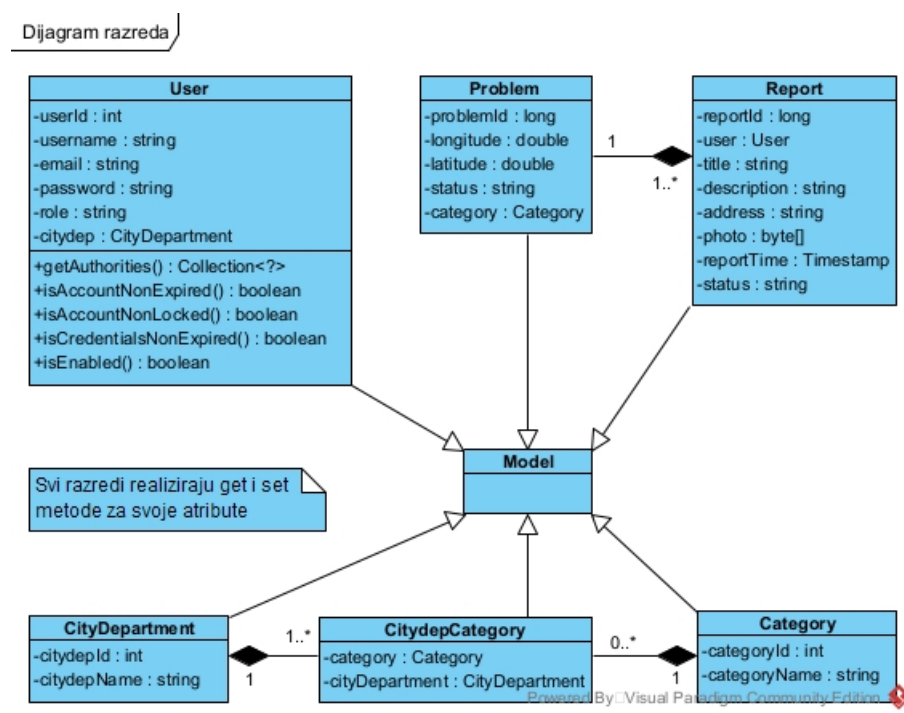 Dijagram razreda
User
-userId : int
-username : string
-email : string
-password : string
-role : string
-citydep : CityDepartment
+getAuthorities() : Collection<?>
+isAccountNonExpired() : boolean
+isAccountNonLocked() : boolean
+isCredentialsNonExpired() : boolean
+isEnabled() : boolean
Problem
-problemId : long
-longitude : double
-latitude : double
-status : string
-category : Category
1
1..*
Report
-reportId : long
-user : User
-title : string
-description : string
-address : string
-photo : byte[]
-reportTime : Timestamp
-status : string
Model
Svi razredi realiziraju get i set
metode za svoje atribute
CityDepartment
-citydepId : int
-citydepName : string
1..*
1
CitydepCategory
-category : Category
-cityDepartment : CityDepartment
0..*
1
Category
-categoryId : int
-categoryName : string
Powered By Visual Paradigm Community Edition